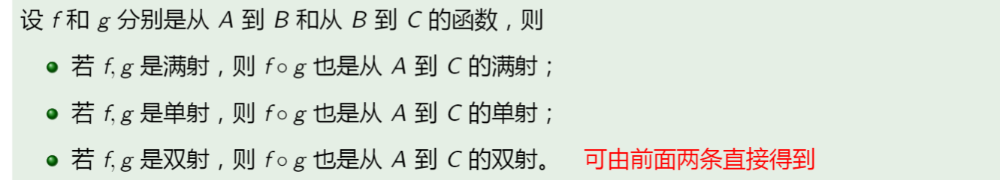 设 f 和 g 分别是从 A 到 B 和从 B 到 C 的函数，则
• 若 f, g 是满射，则 f∘g 也是从 A 到 C 的满射；
• 若 f, g 是单射，则 f∘g 也是从 A 到 C 的单射；
• 若 f, g 是双射，则 f∘g 也是从 A 到 C 的双射。 可由前面两条直接得到